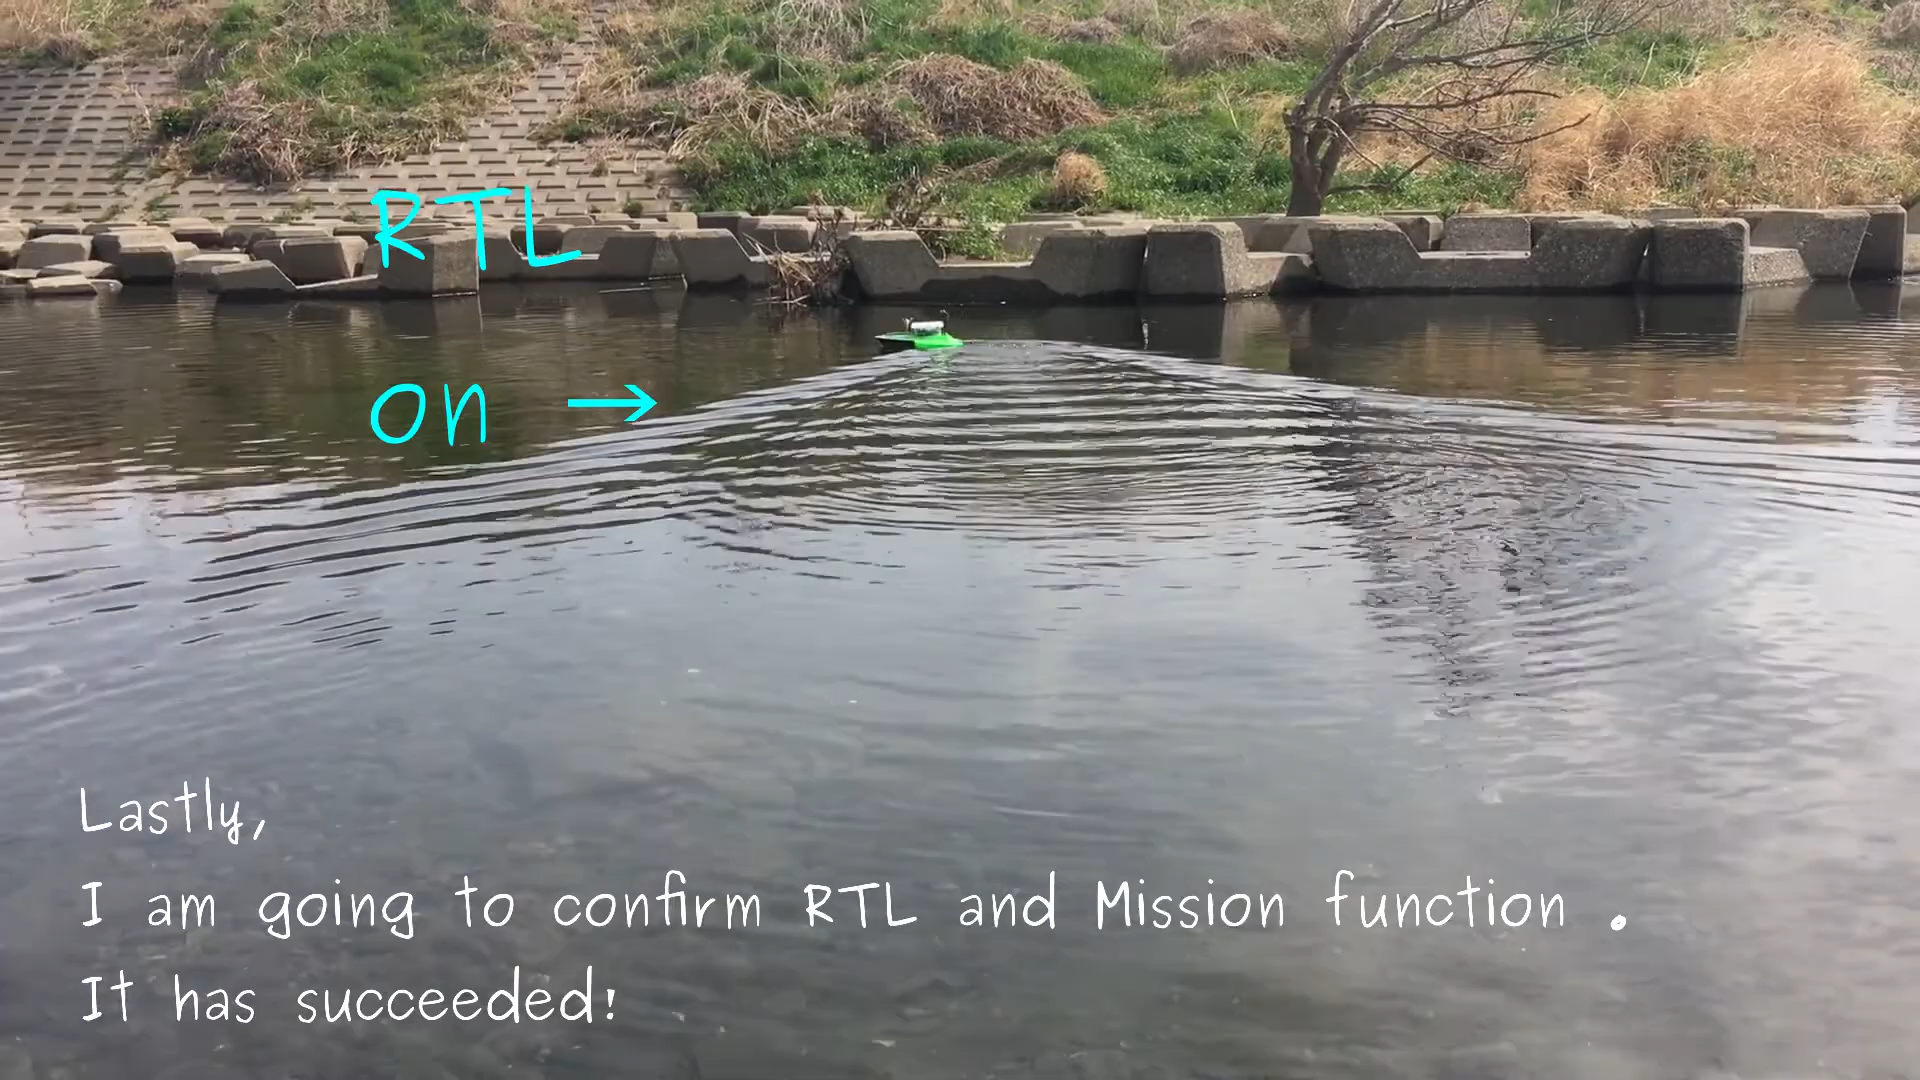 RTL
on →
Lastly,
I am going to confirm RTL and Mission function .
It has succeeded!